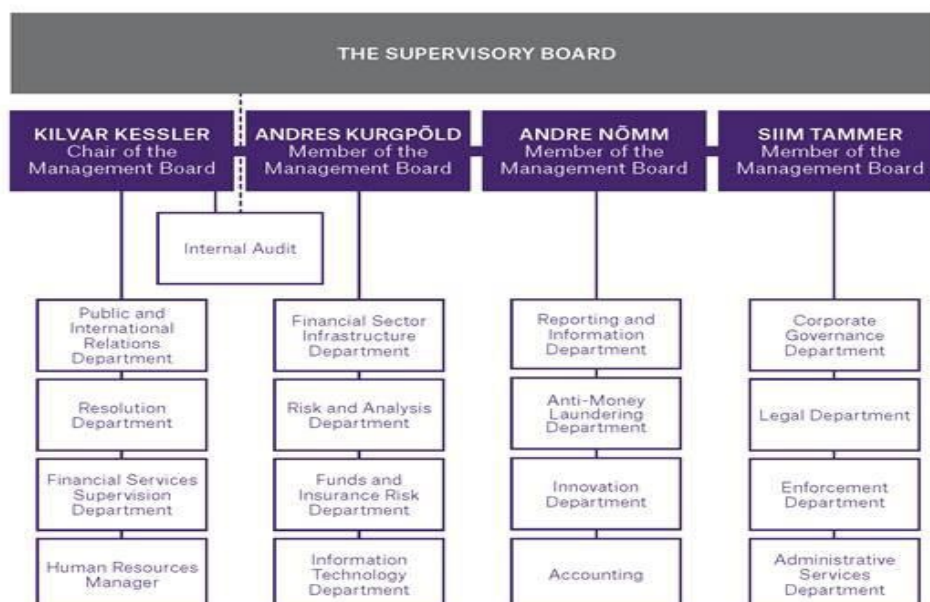 THE SUPERVISORY BOARD
KILVAR KESSLER
Chair of the
Management Board
ANDRES KURGPÕLD
Member of the
Management Board
ANDRE NÕMM
Member of the
Management Board
SIIM TAMMER
Member of the
Management Board
Internal Audit
Public and
International
Relations
Department
Resolution
Department
Financial Services
Supervision
Department
Human Resources
Manager
Financial Sector
Infrastructure
Department
Risk and Analysis
Department
Funds and
Insurance Risk
Department
Information
Technology
Department
Reporting and
Information
Department
Anti-Money
Laundering
Department
Innovation
Department
Accounting
Corporate
Governance
Department
Legal Department
Enforcement
Department
Administrative
Services
Department